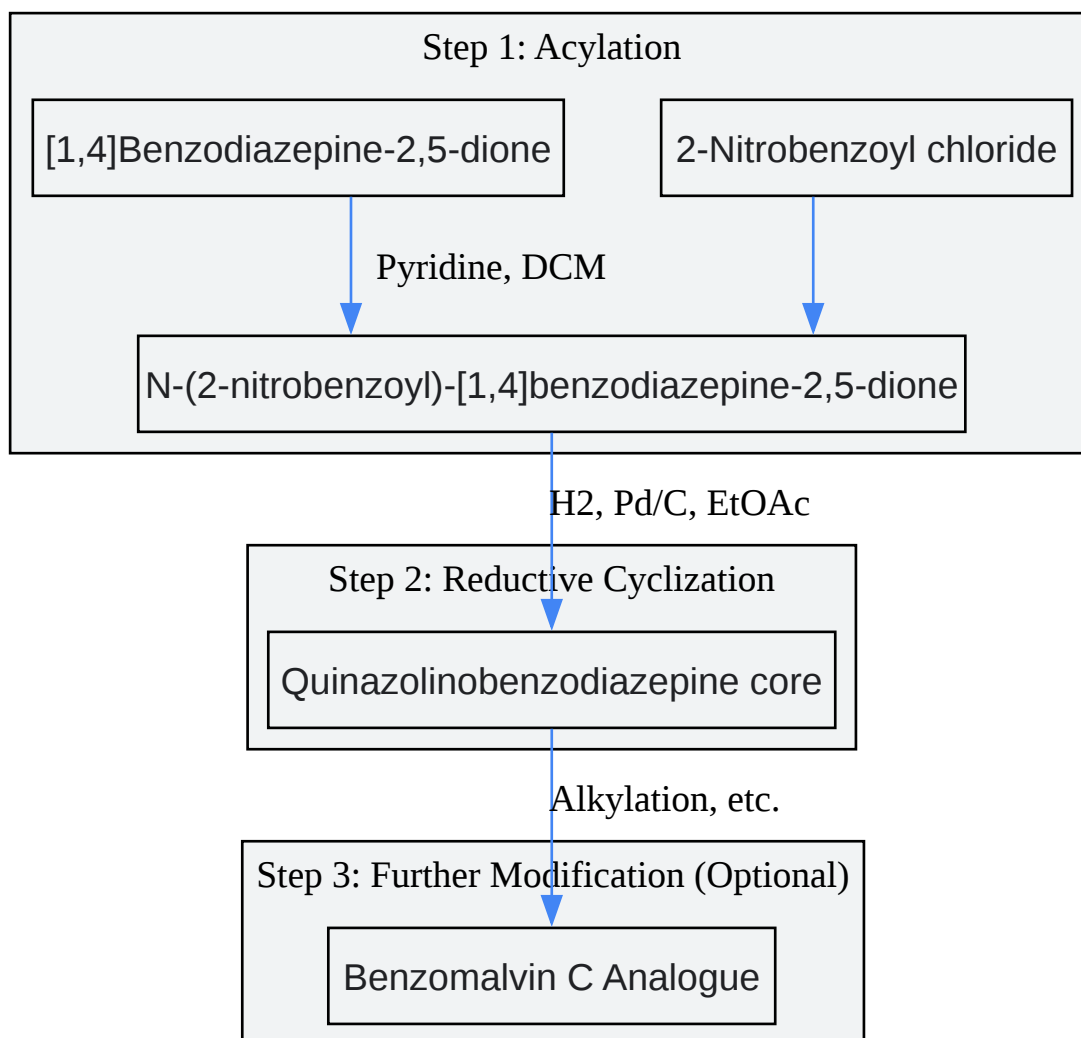 Step 1: Acylation
[1,4]Benzodiazepine-2,5-dione
2-Nitrobenzoyl chloride
Pyridine, DCM
N-(2-nitrobenzoyl)-[1,4]benzodiazepine-2,5-dione
H2, Pd/C, EtOAc
Step 2: Reductive Cyclization
Quinazolinobenzodiazepine core
Alkylation, etc.
Step 3: Further Modification (Optional)
Benzomalvin C Analogue